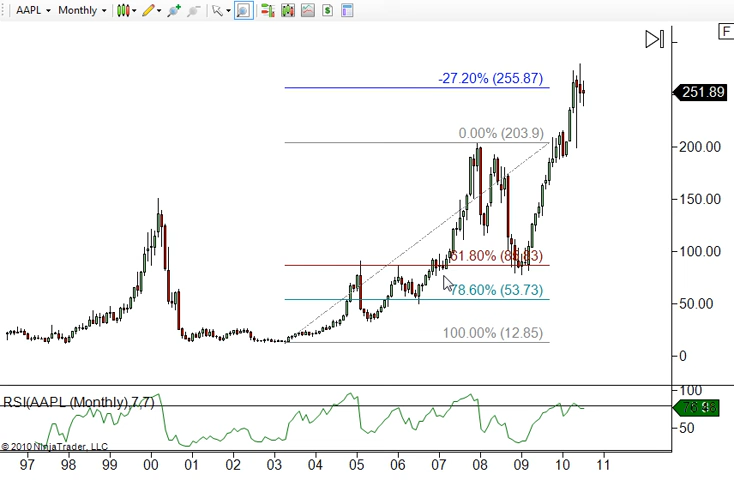 AAPL Monthly
F
-27.20% (255.87)
251.89
0.00% (203.9)
200.00
150.00
61.80% (85.83)
100.00
78.60% (53.73)
50.00
100.00% (12.85)
0
100
RSI(AAPL (Monthly),7,7)
50
© 2010 NinjaTrader, LLC
97 98 99 00 01 02 03 04 05 06 07 08 09 10 11